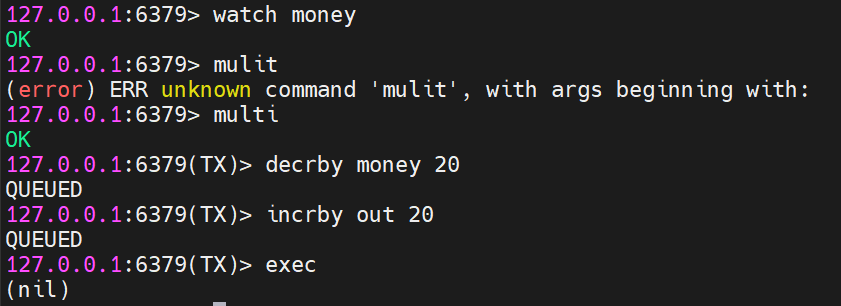 127.0.0.1:6379> watch money
OK
127.0.0.1:6379> mulit
(error) ERR unknown command 'mulit', with args beginning with:
127.0.0.1:6379> multi
OK
127.0.0.1:6379(TX)> decrby money 20
QUEUED
127.0.0.1:6379(TX)> incrby out 20
QUEUED
127.0.0.1:6379(TX)> exec
(nil)